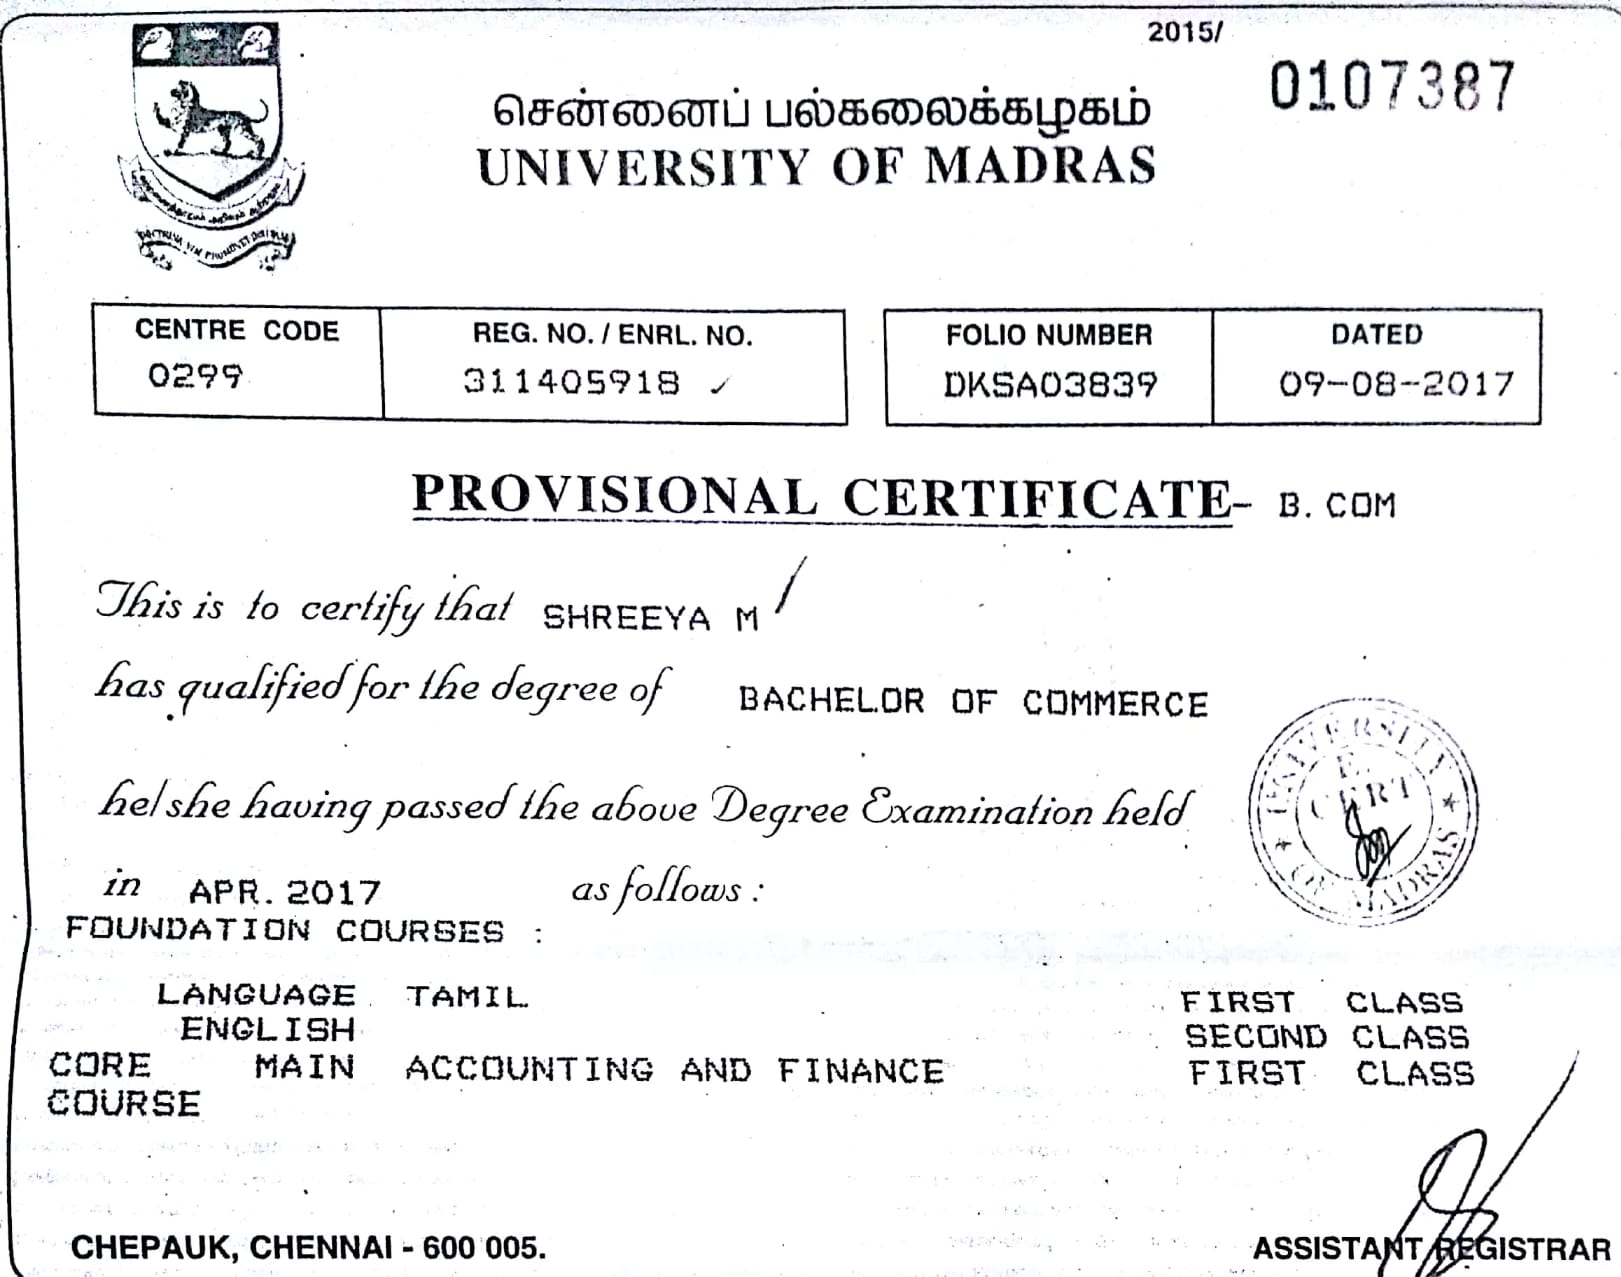 2015/
0107387
சென்னைப் பல்கலைக்கழகம்
UNIVERSITY OF MADRAS
CENTRE CODE REG. NO. / ENRL. NO. FOLIO NUMBER DATED
0299 311405918 ✓ DKSA03839 09-08-2017
PROVISIONAL CERTIFICATE- B. COM
This is to certify that SHREEYA M
has qualified for the degree of BACHELOR OF COMMERCE
he/she having passed the above Degree Examination held
in APR. 2017 as follows :
UNIVERSITY OF MADRAS
E.
CERT
FOUNDATION COURSES :
LANGUAGE TAMIL FIRST CLASS
ENGLISH SECOND CLASS
CORE MAIN ACCOUNTING AND FINANCE FIRST CLASS
COURSE
CHEPAUK, CHENNAI - 600 005. ASSISTANT REGISTRAR